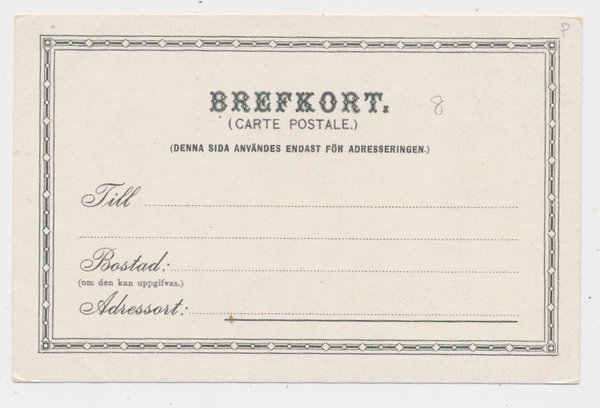 P
BREFKORT.
8
(CARTE POSTALE.)
(DENNA SIDA ANVÄNDES ENDAST FÖR ADRESSERINGEN.)
Till
Bostad:
(om den kan uppgifvas.)
Adressort: